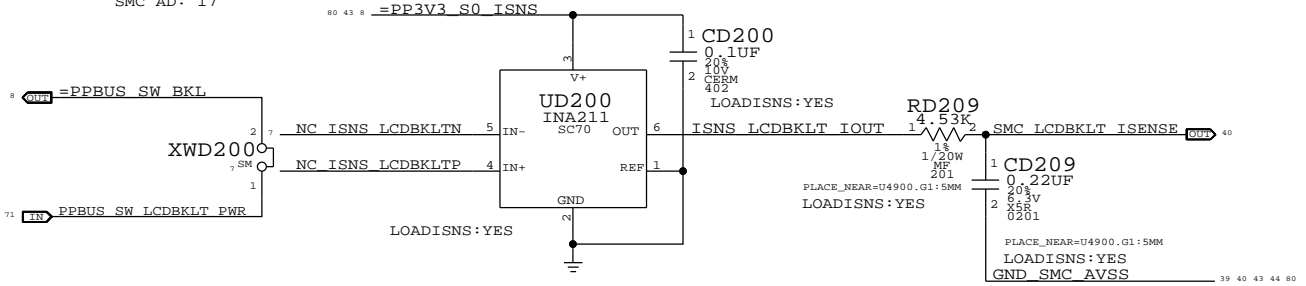 SMC AD: 17
80 43 8 =PP3V3_S0_ISNS
1 CD200
0.1UF
20%
10V
2 CERM
402
LOADISNS:YES
3
V+
UD200
INA211
SC70
8 OUT =PPBUS_SW_BKL
2 7 NC_ISNS_LCDBKLTN 5 IN-
OUT 6 ISNS_LCDBKLT_IOUT
XWD200
7 SM
NC_ISNS_LCDBKLTP 4 IN+
REF 1
1
71 IN PPBUS_SW_LCDBKLT_PWR
GND
2
LOADISNS:YES
RD209
4.53K
1 2 SMC_LCDBKLT_ISENSE OUT 40
1%
1/20W
MF
201
PLACE_NEAR=U4900.G1:5MM
LOADISNS:YES
1 CD209
0.22UF
20%
6.3V
2 X5R
0201
PLACE_NEAR=U4900.G1:5MM
LOADISNS:YES
GND_SMC_AVSS 39 40 43 44 80